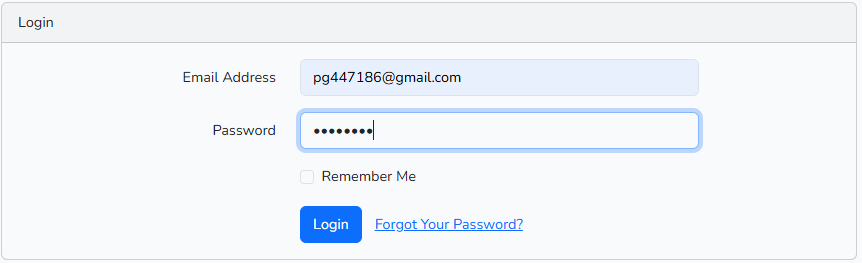 Login
Email Address pg447186@gmail.com
Password ••••••••
Remember Me
Login Forgot Your Password?